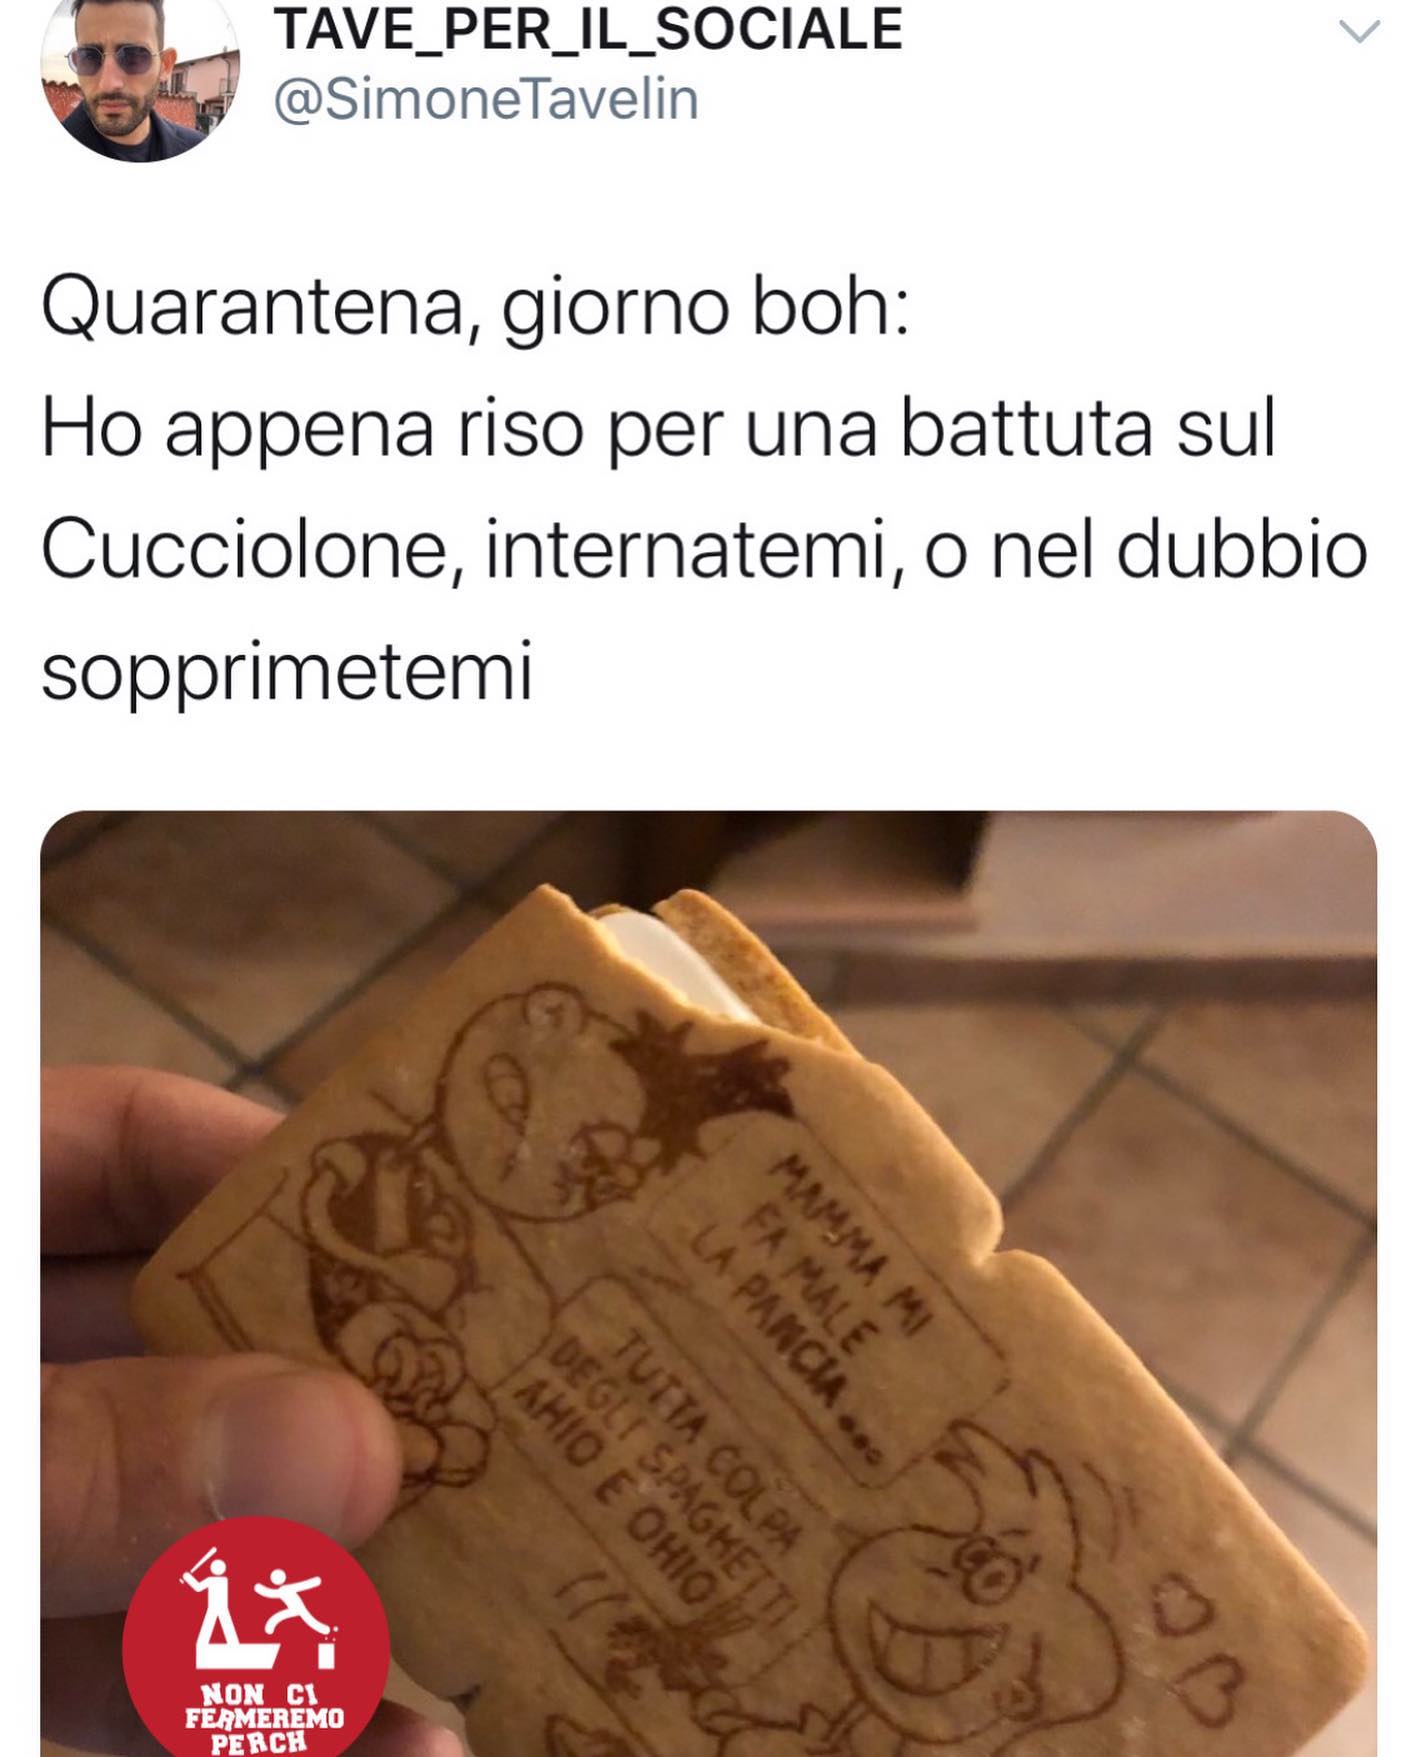 TAVE_PER_IL_SOCIALE
@SimoneTavelin
Quarantena, giorno boh:
Ho appena riso per una battuta sul
Cucciolone, internatemi, o nel dubbio
sopprimetemi
MAMMA MI
FA MALE
LA PANCIA...
TUTTA COLPA
DEGLI SPAGHETTI
AHIO E OHIO
NON CI
FERMEREMO
PERCH